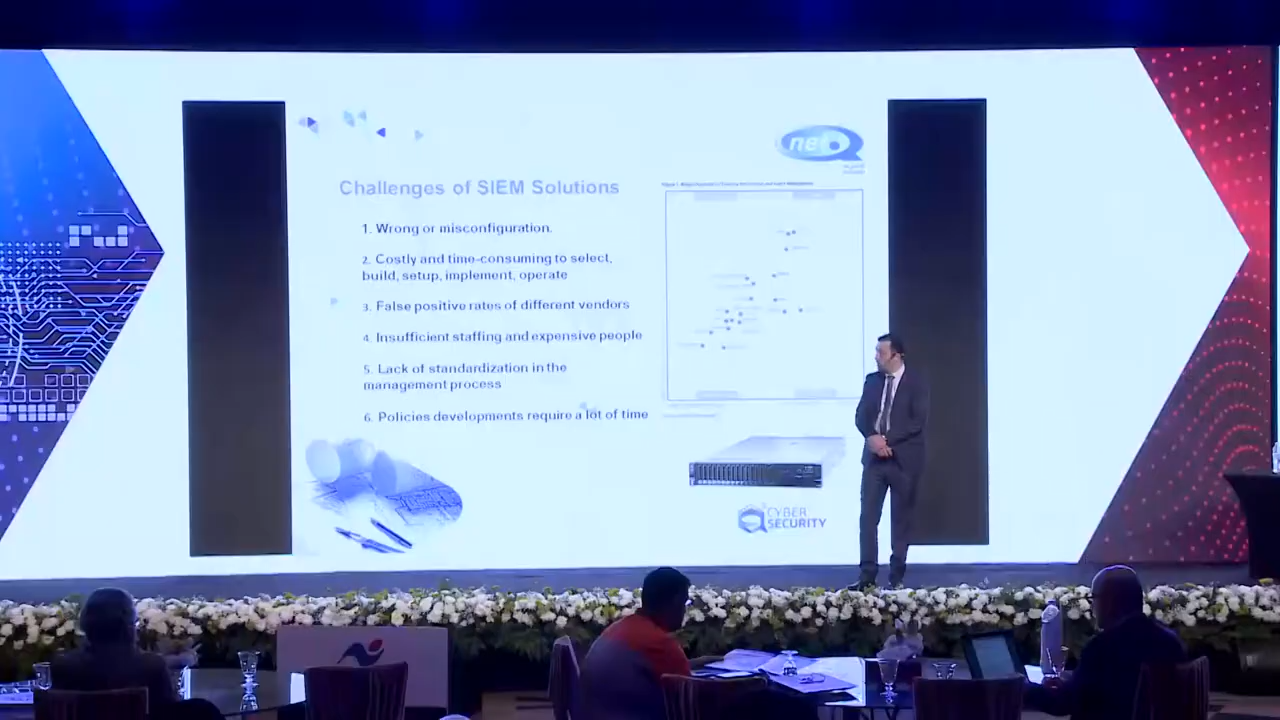 netQ
Challenges of SIEM Solutions
1. Wrong or misconfiguration.
2. Costly and time-consuming to select,
build, setup, implement, operate
3. False positive rates of different vendors
4. Insufficient staffing and expensive people
5. Lack of standardization in the
management process
6. Policies developments require a lot of time
CYBER
SECURITY